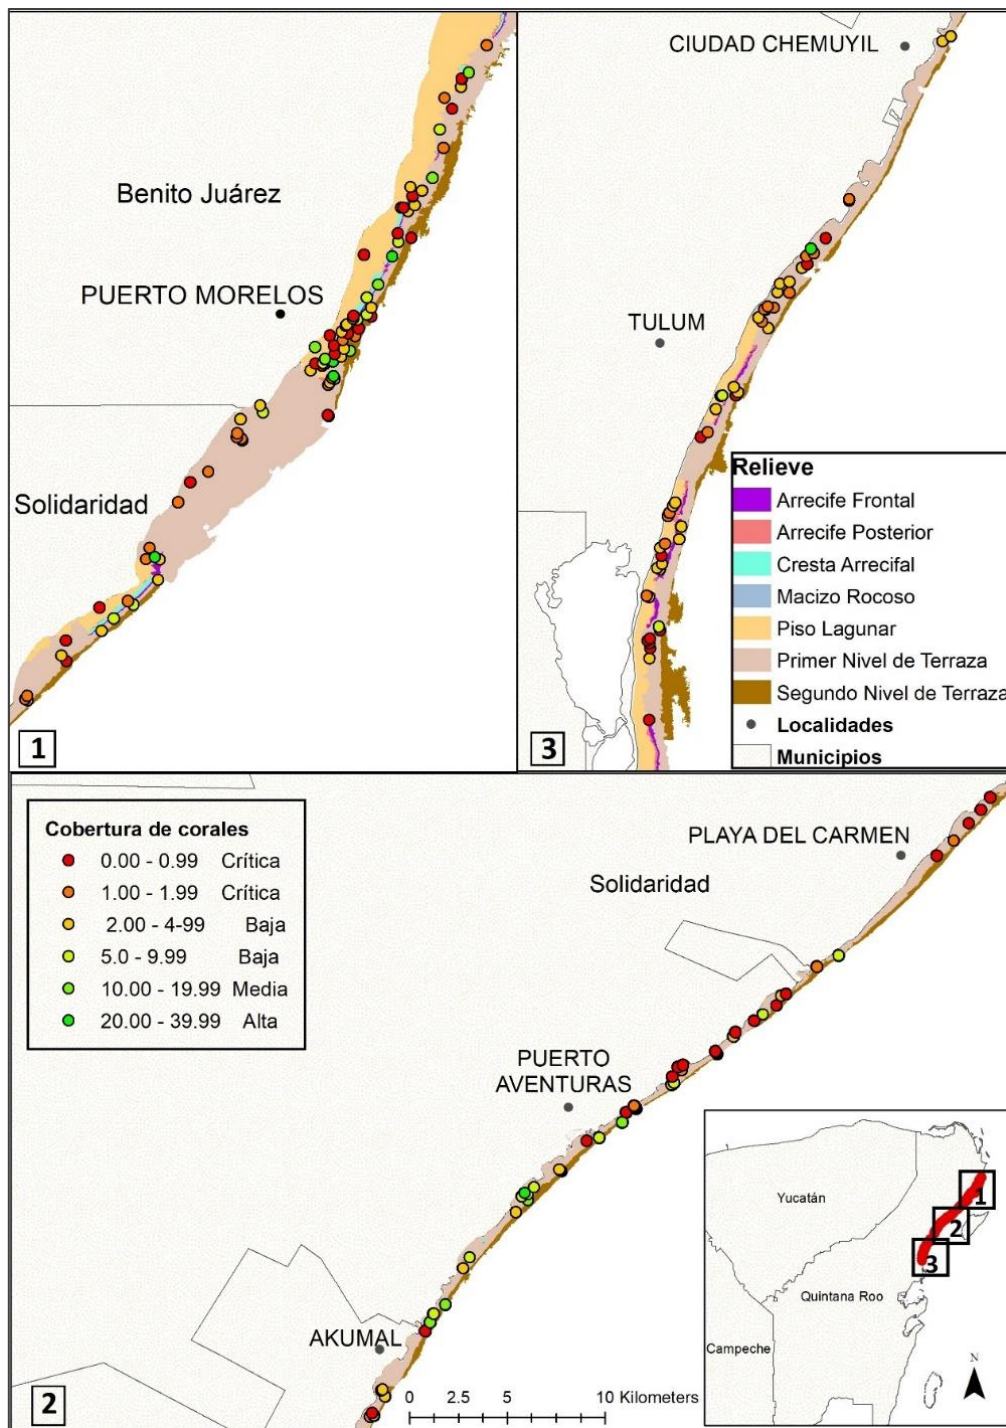 Benito Juárez
PUERTO MORELOS
Solidaridad
1
CIUDAD CHEMUYIL
TULUM
Relieve
Arrecife Frontal
Arrecife Posterior
Cresta Arrecifal
Macizo Rocoso
Piso Lagunar
Primer Nivel de Terraza
Segundo Nivel de Terraza
Localidades
Municipios
3
Cobertura de corales
0.00 - 0.99 Crítica
1.00 - 1.99 Crítica
2.00 - 4-99 Baja
5.0 - 9.99 Baja
10.00 - 19.99 Media
20.00 - 39.99 Alta
PLAYA DEL CARMEN
Solidaridad
PUERTO
AVENTURAS
AKUMAL
2
0 2.5 5 10 Kilometers
Yucatán
1
2
3
Quintana Roo
Campeche
N